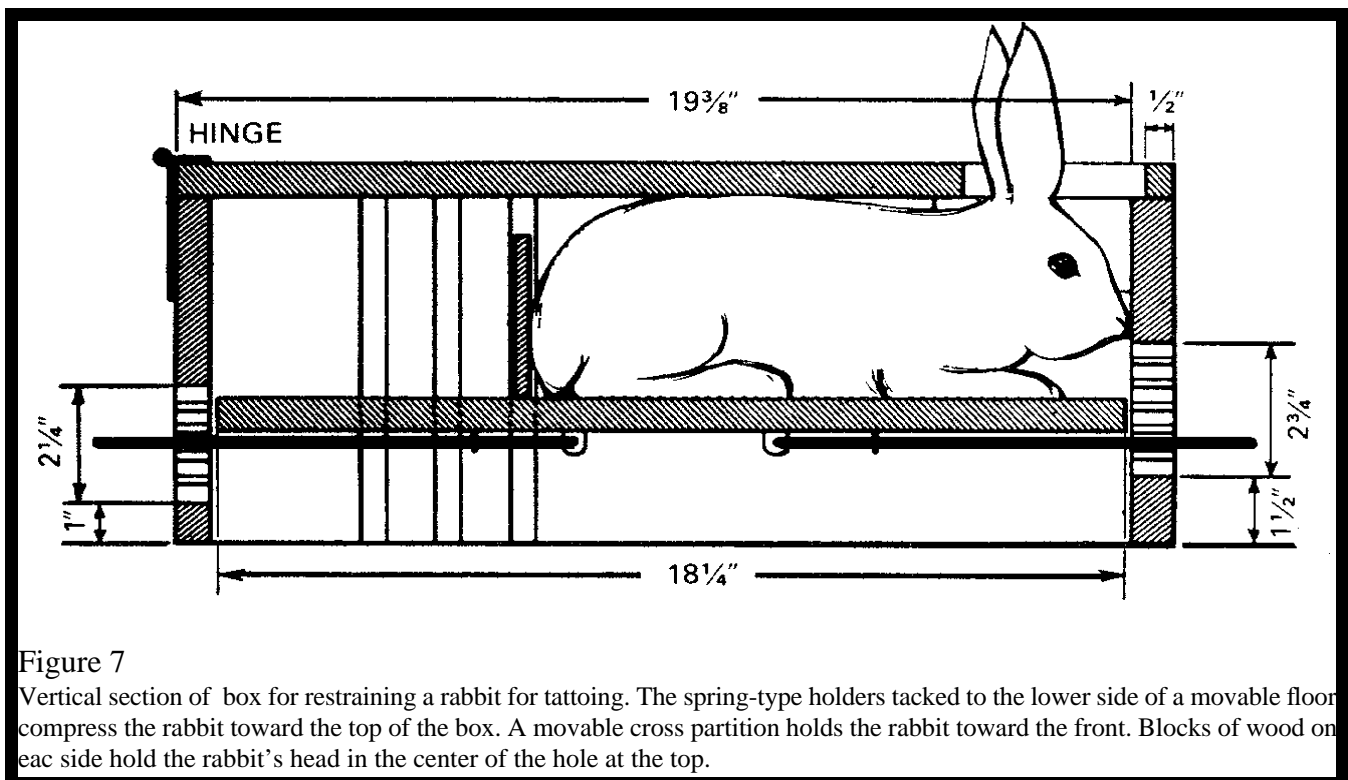 19⅜"
½"
HINGE
2¼"
1"
2¾"
1½"
18¼"
Figure 7
Vertical section of box for restraining a rabbit for tattoing. The spring-type holders tacked to the lower side of a movable floor
compress the rabbit toward the top of the box. A movable cross partition holds the rabbit toward the front. Blocks of wood on
eac side hold the rabbit’s head in the center of the hole at the top.